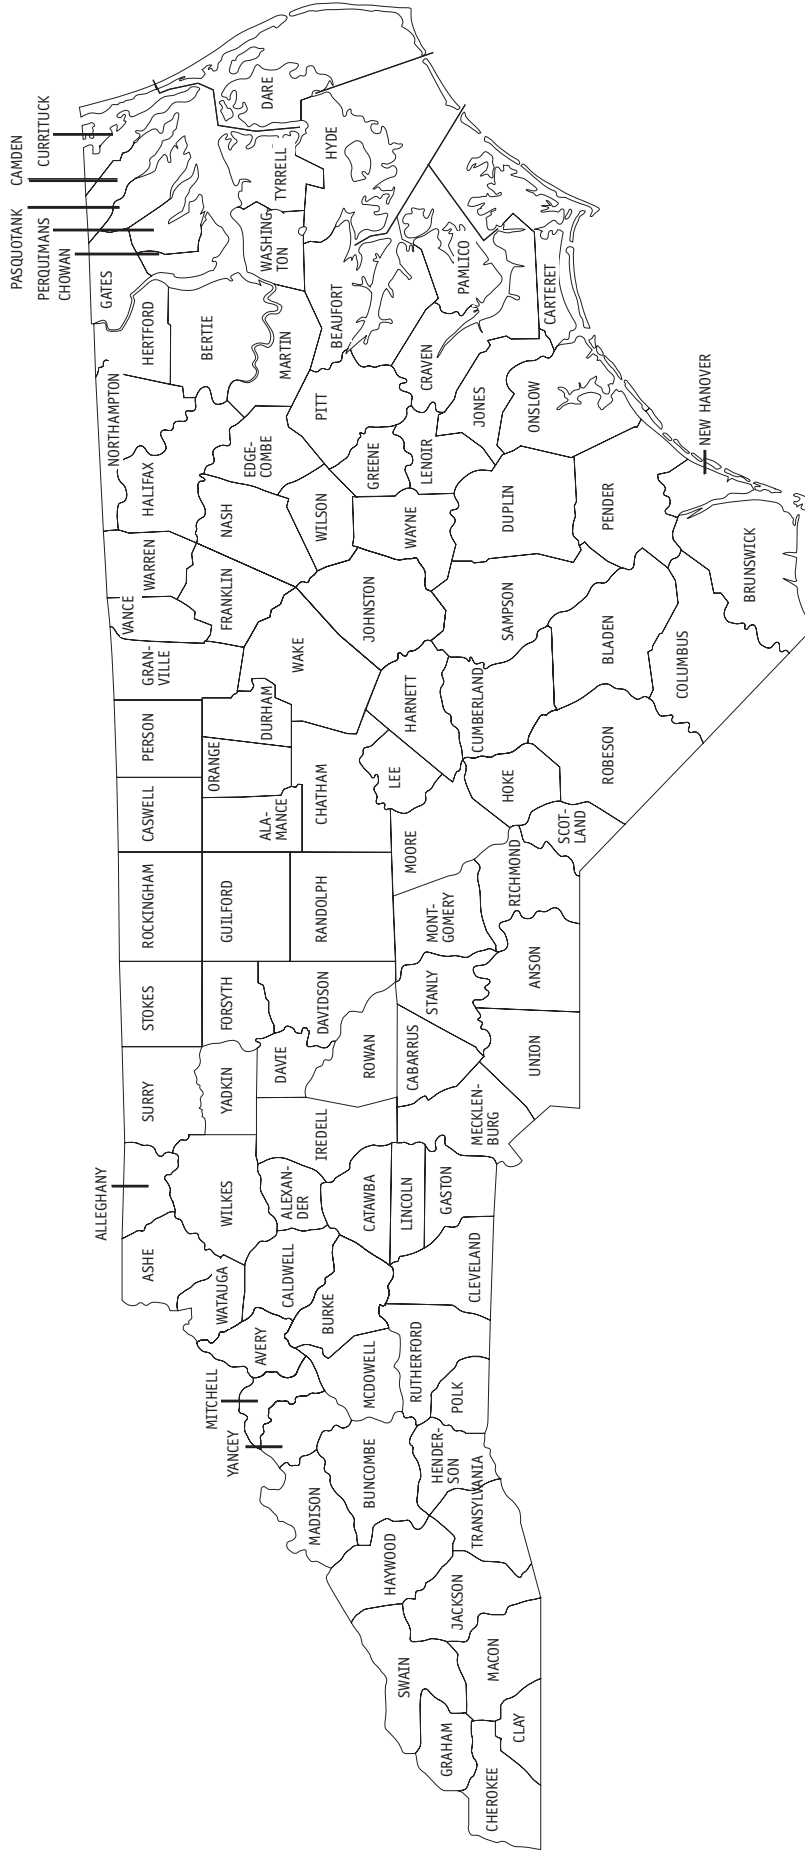 CURRITUCK
CAMDEN
PASQUOTANK
PERQUIMANS
CHOWAN
GATES
HERTFORD
NORTHAMPTON
HALIFAX
WARREN
VANCE
GRAN-
VILLE
PERSON
CASWELL
ROCKINGHAM
STOKES
SURRY
ALLEGHANY
ASHE
DARE
TYRRELL
WASHING
TON
BERTIE
MARTIN
EDGE-
COMBE
NASH
FRANKLIN
WAKE
DURHAM
ORANGE
ALA-
MANCE
GUILFORD
FORSYTH
YADKIN
WILKES
WATAUGA
AVERY
MITCHELL
YANCEY
HYDE
BEAUFORT
PITT
WILSON
JOHNSTON
CHATHAM
RANDOLPH
DAVIDSON
DAVIE
ROWAN
IREDELL
ALEXAN-
DER
CALDWELL
BURKE
MCDOWELL
BUNCOMBE
MADISON
HAYWOOD
SWAIN
GRAHAM
CHEROKEE
CLAY
MACON
JACKSON
TRANSYLVANIA
HENDER-
SON
POLK
RUTHERFORD
CLEVELAND
GASTON
LINCOLN
CATAWBA
MECKLEN-
BURG
CABARRUS
STANLY
UNION
ANSON
MONT-
GOMERY
RICHMOND
MOORE
LEE
HARNETT
HOKE
SCOT-
LAND
CUMBERLAND
ROBESON
SAMPSON
BLADEN
COLUMBUS
BRUNSWICK
NEW HANOVER
PENDER
DUPLIN
WAYNE
GREENE
LENOIR
CRAVEN
JONES
ONSLOW
PAMLICO
CARTERET